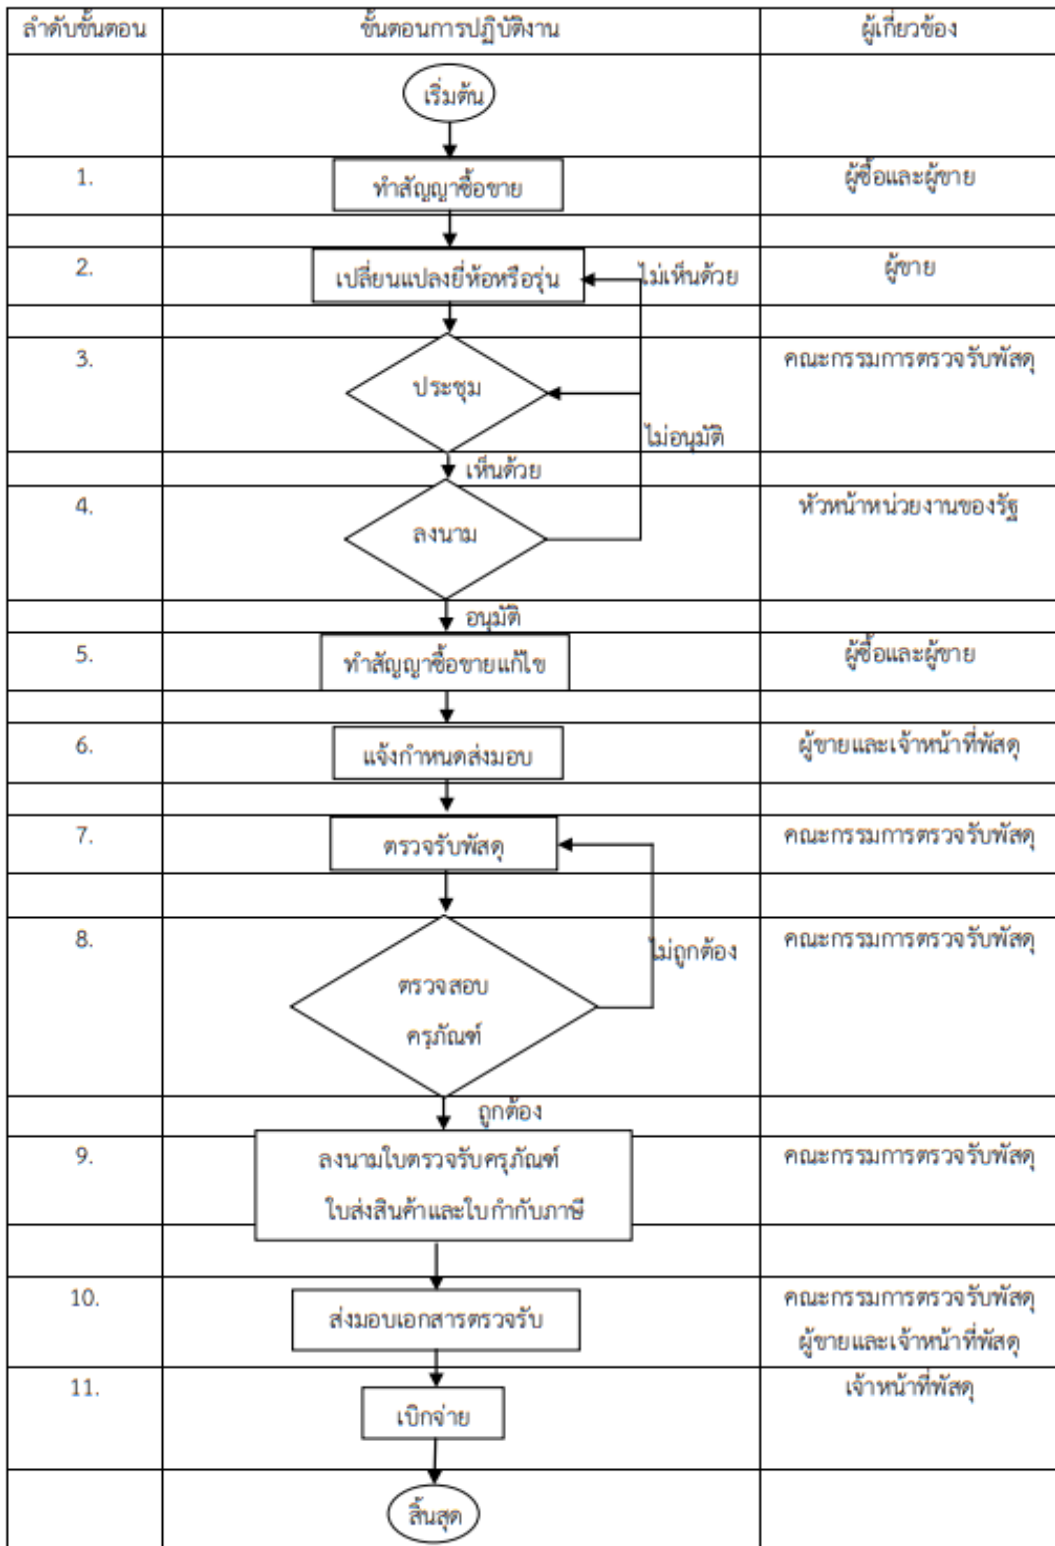 ลำดับขั้นตอน ขั้นตอนการปฏิบัติงาน ผู้เกี่ยวข้อง
เริ่มต้น
1. ทำสัญญาซื้อขาย ผู้ซื้อและผู้ขาย
2. เปลี่ยนแปลงยี่ห้อหรือรุ่น ไม่เห็นด้วย ผู้ขาย
3. ประชุม คณะกรรมการตรวจรับพัสดุ
ไม่อนุมัติ
เห็นด้วย
4. ลงนาม หัวหน้าหน่วยงานของรัฐ
อนุมัติ
5. ทำสัญญาซื้อขายแก้ไข ผู้ซื้อและผู้ขาย
6. แจ้งกำหนดส่งมอบ ผู้ขายและเจ้าหน้าที่พัสดุ
7. ตรวจรับพัสดุ คณะกรรมการตรวจรับพัสดุ
8. ไม่ถูกต้อง คณะกรรมการตรวจรับพัสดุ
ตรวจสอบ
ครุภัณฑ์
ถูกต้อง
9. ลงนามใบตรวจรับครุภัณฑ์ คณะกรรมการตรวจรับพัสดุ
ใบส่งสินค้าและใบกำกับภาษี
10. ส่งมอบเอกสารตรวจรับ คณะกรรมการตรวจรับพัสดุ
ผู้ขายและเจ้าหน้าที่พัสดุ
11. เบิกจ่าย เจ้าหน้าที่พัสดุ
สิ้นสุด